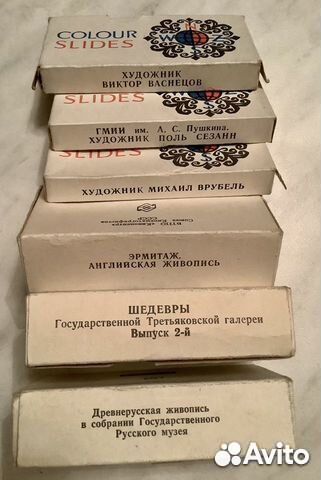 COLOUR
SLIDES
N
W
Z
S
ХУДОЖНИК
ВИКТОР ВАСНЕЦОВ
SLIDES
W
S
ГМИИ им. А. С. Пушкина.
ХУДОЖНИК ПОЛЬ СЕЗАНН
SLIDES
W
S
ХУДОЖНИК МИХАИЛ ВРУБЕЛЬ
СССР
ЭРМИТАЖ.
АНГЛИЙСКАЯ ЖИВОПИСЬ
ШЕДЕВРЫ
Государственной Третьяковской галереи
Выпуск 2-й
Древнерусская живопись
в собрании Государственного
Русского музея
Avito